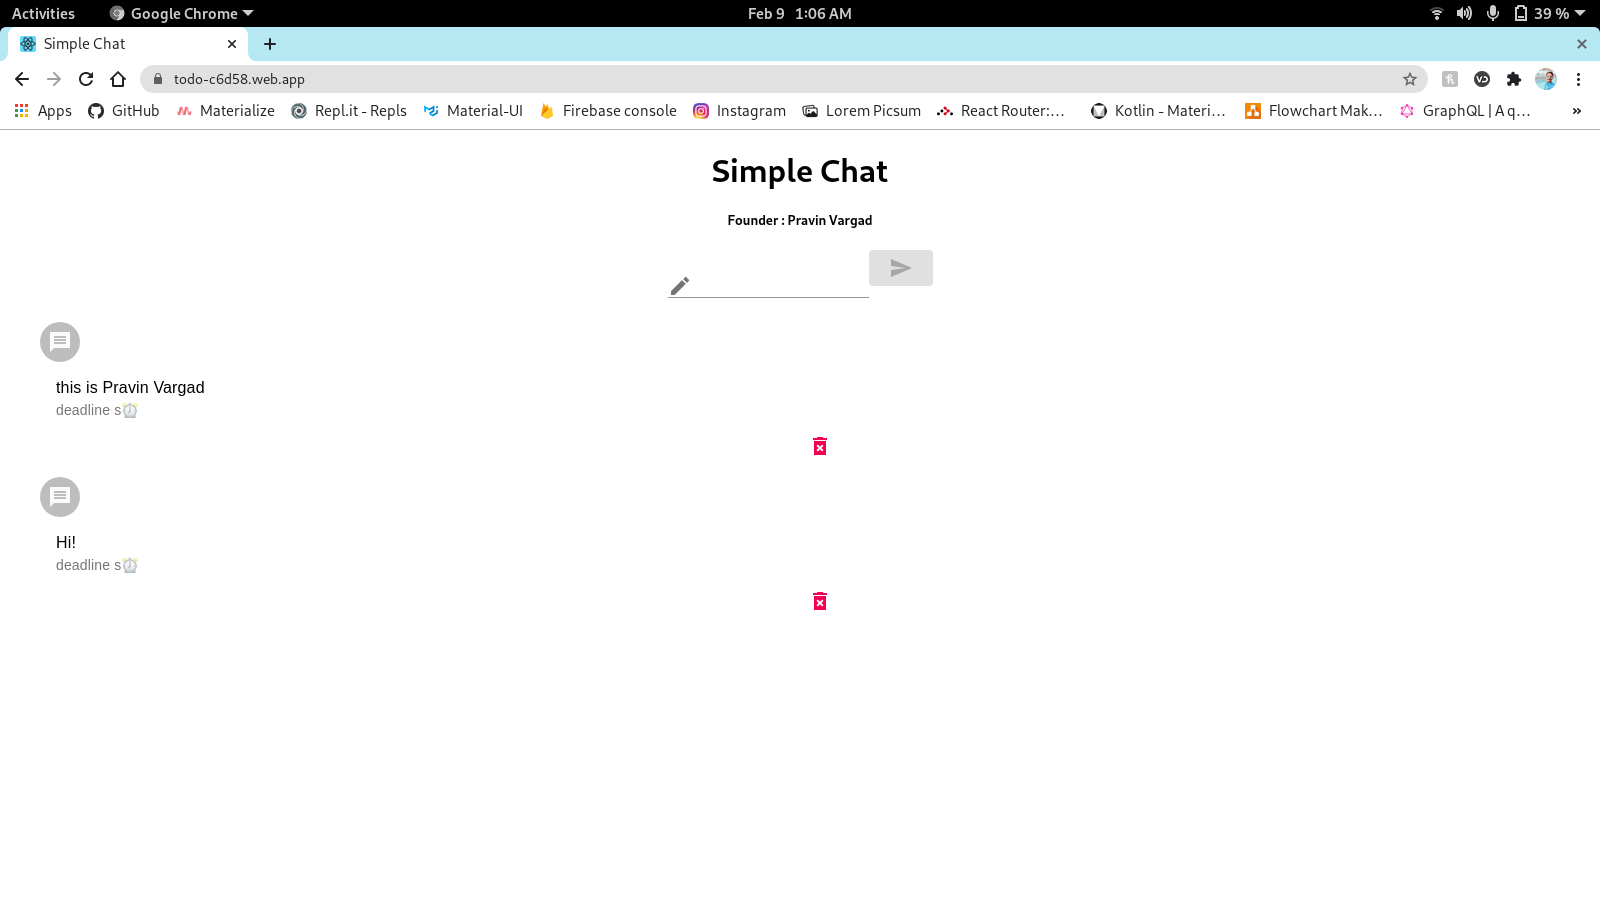 Activities Google Chrome Feb 9 1:06 AM 39 %
Simple Chat
todo-c6d58.web.app
Apps GitHub Materialize Repl.it - Repls Material-UI Firebase console Instagram Lorem Picsum React Router:... Kotlin - Materi... Flowchart Mak... GraphQL | A q... »
Simple Chat
Founder : Pravin Vargad
this is Pravin Vargad
deadline s⏰
Hi!
deadline s⏰